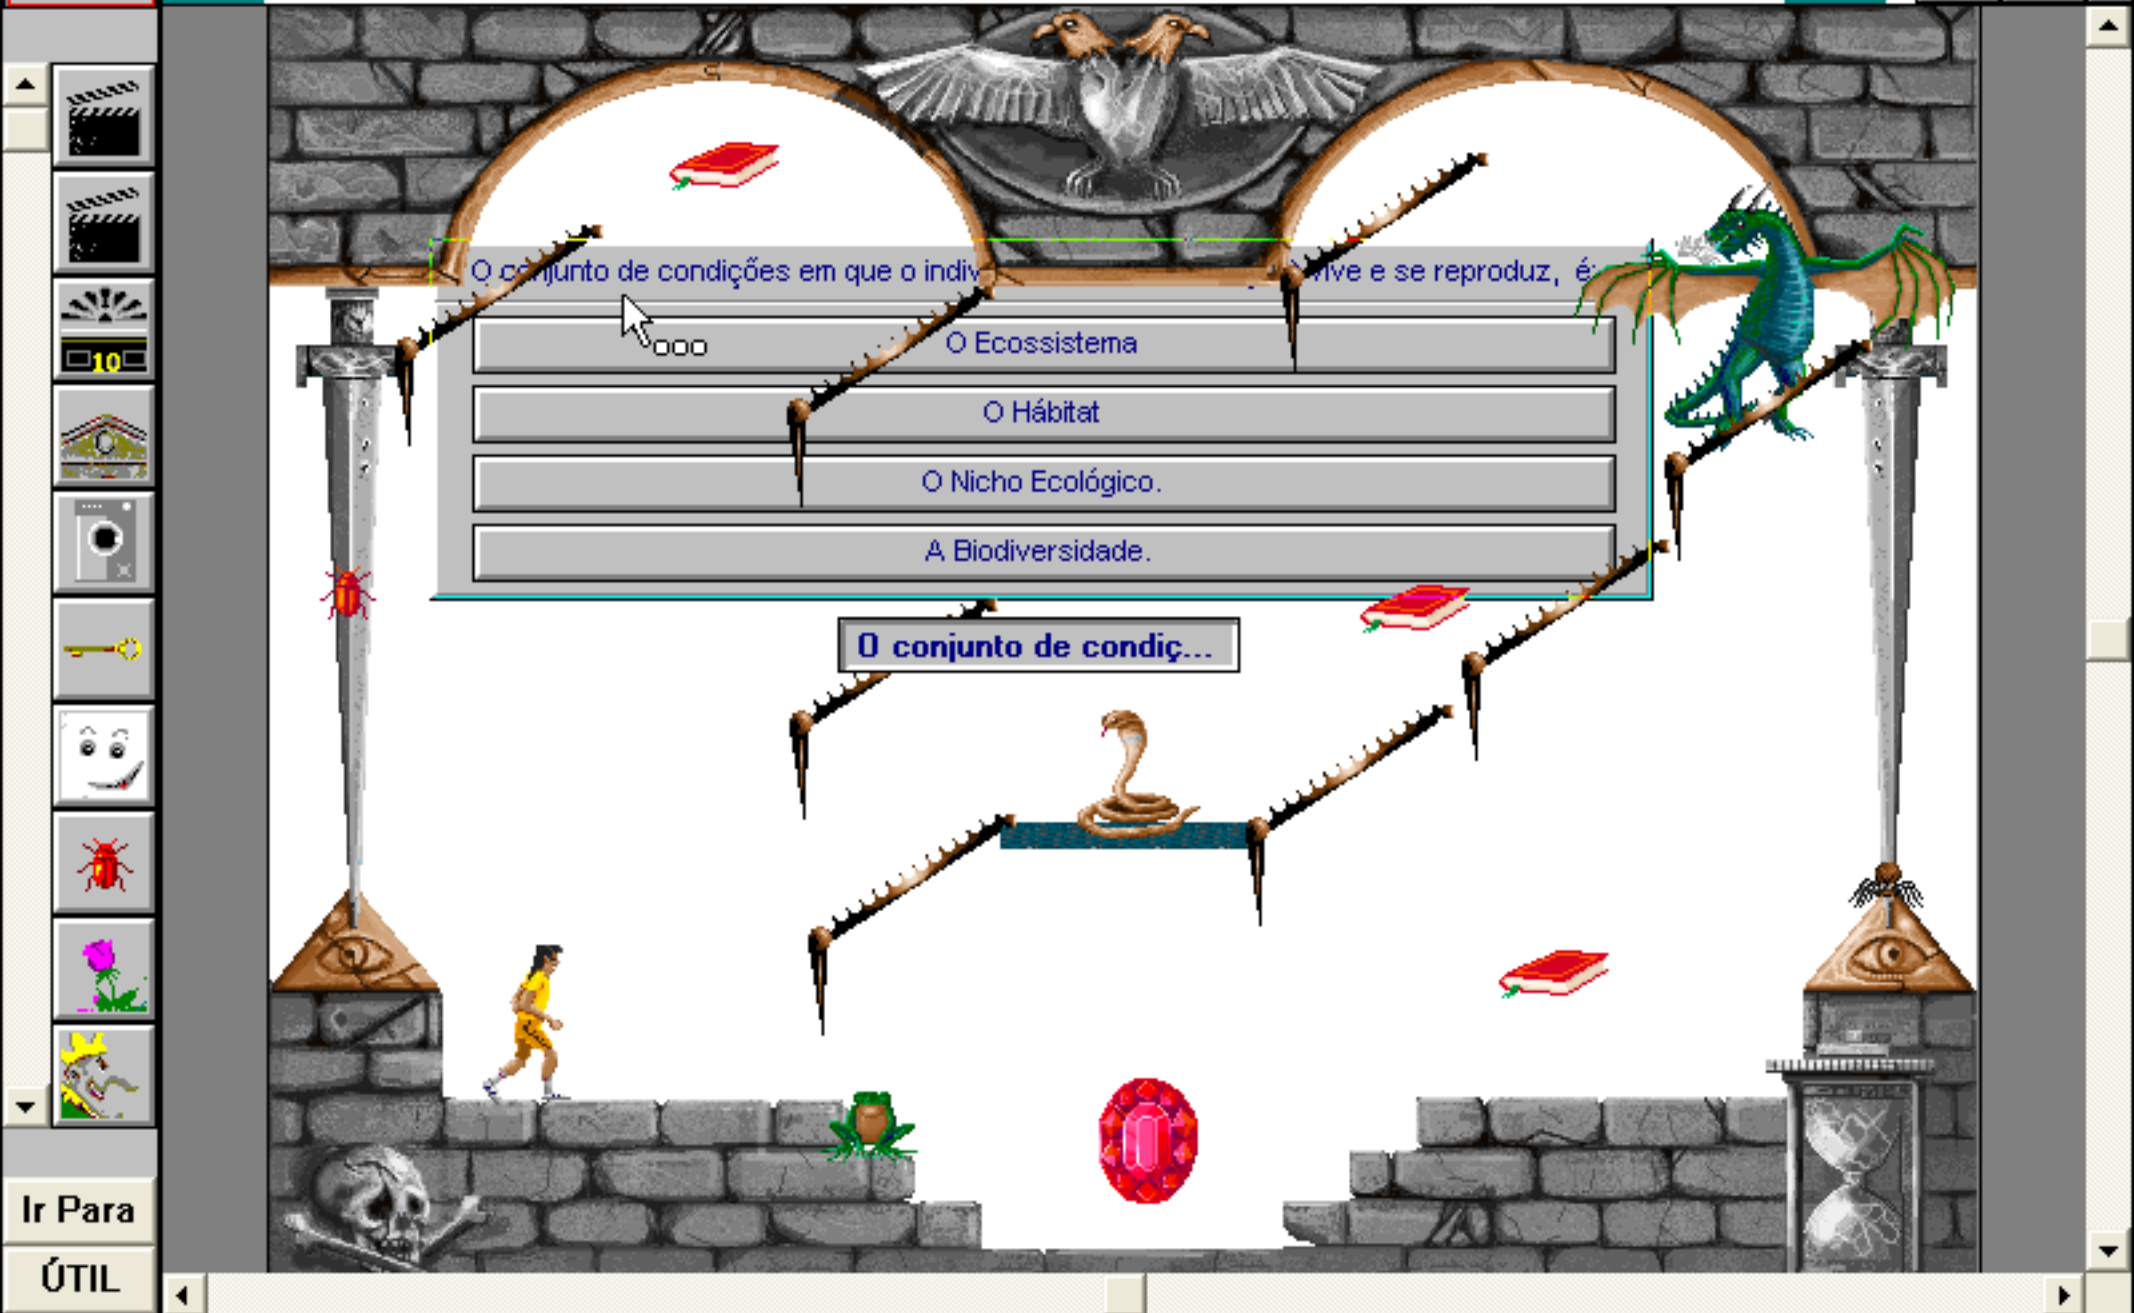 O conjunto de condições em que o indiv vive e se reproduz, é:
O Ecossistema
O Hábitat
O Nicho Ecológico.
A Biodiversidade.
O conjunto de condiç...
10
Ir Para
ÚTIL